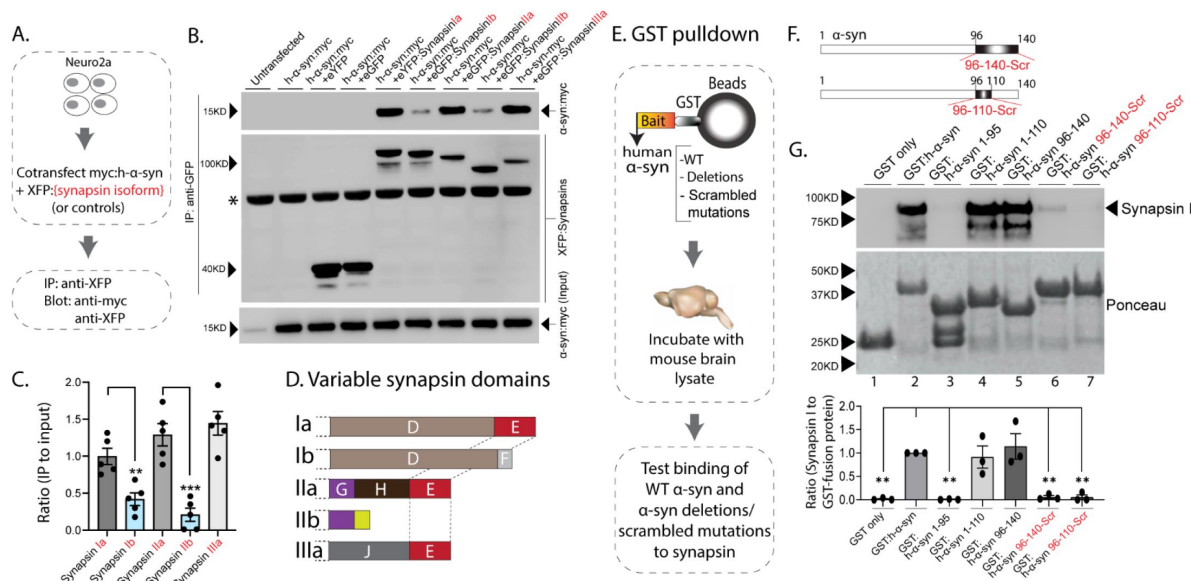 A.
Neuro2a
Cotransfect myc:h-α-syn
+ XFP:{synapsin isoform}
(or controls)
IP: anti-XFP
Blot: anti-myc
anti-XFP
B.
Untransfected
h-α-syn:myc
h-α-syn:myc
+eYFP
h-α-syn:myc
+eGFP
h-α-syn:myc
+eYFP-SynapsinIa
h-α-syn:myc
+eGFP:SynapsinIb
h-α-syn-myc
+eGFP:SynapsinIIa
h-α-syn-myc
+eGFP:SynapsinIIb
h-α-syn-myc
+eGFP:SynapsinIIIa
15KD
α-syn:myc
IP: anti-GFP
100KD
*
40KD
XFP:Synapsins
15KD
α-syn:myc (Input)
C.
Ratio (IP to input)
2.0
1.5
1.0
0.5
0.0
**
***
Synapsin Ia
Synapsin Ib
Synapsin IIa
Synapsin IIb
Synapsin IIIa
D. Variable synapsin domains
Ia D E
Ib D F
IIa G H E
IIb
IIIa J E
E. GST pulldown
Beads
GST
Bait
human
α-syn
-WT
-Deletions
- Scrambled
mutations
Incubate with
mouse brain
lysate
Test binding of
WT α-syn and
α-syn deletions/
scrambled mutations
to synapsin
F.
1 α-syn 96 140
96-140-Scr
1 96 110 140
96-110-Scr
G.
GST only
GST:h-α-syn
GST:
h-α-syn 1-95
GST:
h-α-syn 1-110
GST:
h-α-syn 96-140
GST:
h-α-syn 96-140-Scr
GST:
h-α-syn 96-110-Scr
100KD
75KD
Synapsin I
50KD
37KD
25KD
20KD
Ponceau
1 2 3 4 5 6 7
Ratio (Synapsin I to
GST-fusion protein)
2.0
1.5
1.0
0.5
0.0
**
**
**
**
GST only
GST:h-α-syn
GST:
h-α-syn 1-95
GST:
h-α-syn 1-110
GST:
h-α-syn 96-140
GST:
h-α-syn 96-140-Scr
GST:
h-α-syn 96-110-Scr